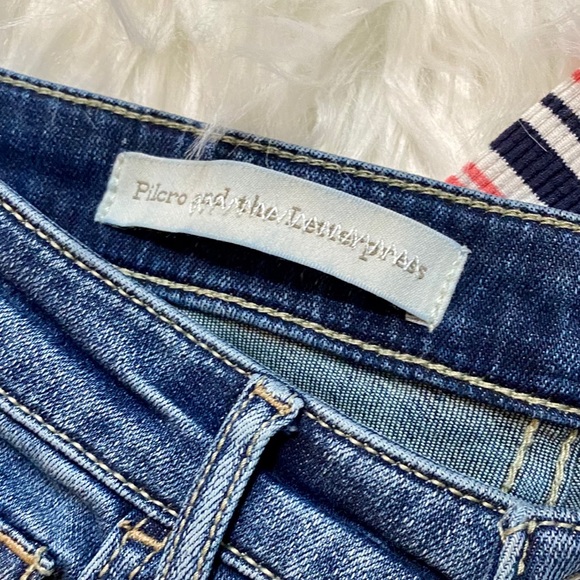 Pilcro and the Letterpress